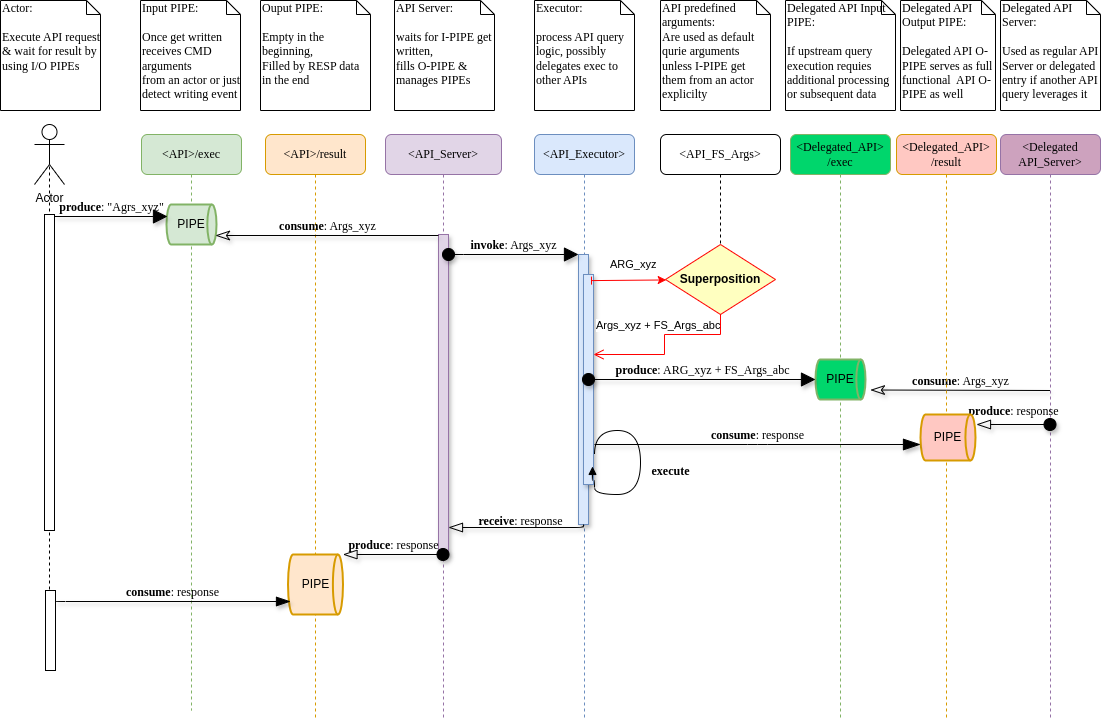 Actor:
Execute API request
& wait for result by
using I/O PIPEs
Input PIPE:
Once get written
receives CMD
arguments
from an actor or just
detect writing event
Ouput PIPE:
Empty in the
beginning,
Filled by RESP data
in the end
API Server:
waits for I-PIPE get
written,
fills O-PIPE &
manages PIPEs
Executor:
process API query
logic, possibly
delegates exec to
other APIs
API predefined
arguments:
Are used as default
qurie arguments
unless I-PIPE get
them from an actor
explicilty
Delegated API Input
PIPE:
If upstream query
execution requies
additional processing
or subsequent data
Delegated API
Output PIPE:
Delegated API O-
PIPE serves as full
functional API O-
PIPE as well
Delegated API
Server:
Used as regular API
Server or delegated
entry if another API
query leverages it
<API>/exec
<API>/result
<API_Server>
<API_Executor>
<API_FS_Args>
<Delegated_API>
/exec
<Delegated_API>
/result
<Delegated
API_Server>
Actor
produce: "Agrs_xyz"
PIPE
consume: Args_xyz
invoke: Args_xyz
ARG_xyz
Superposition
Args_xyz + FS_Args_abc
produce: ARG_xyz + FS_Args_abc
PIPE
consume: Args_xyz
produce: response
consume: response
PIPE
execute
receive: response
produce: response
PIPE
consume: response